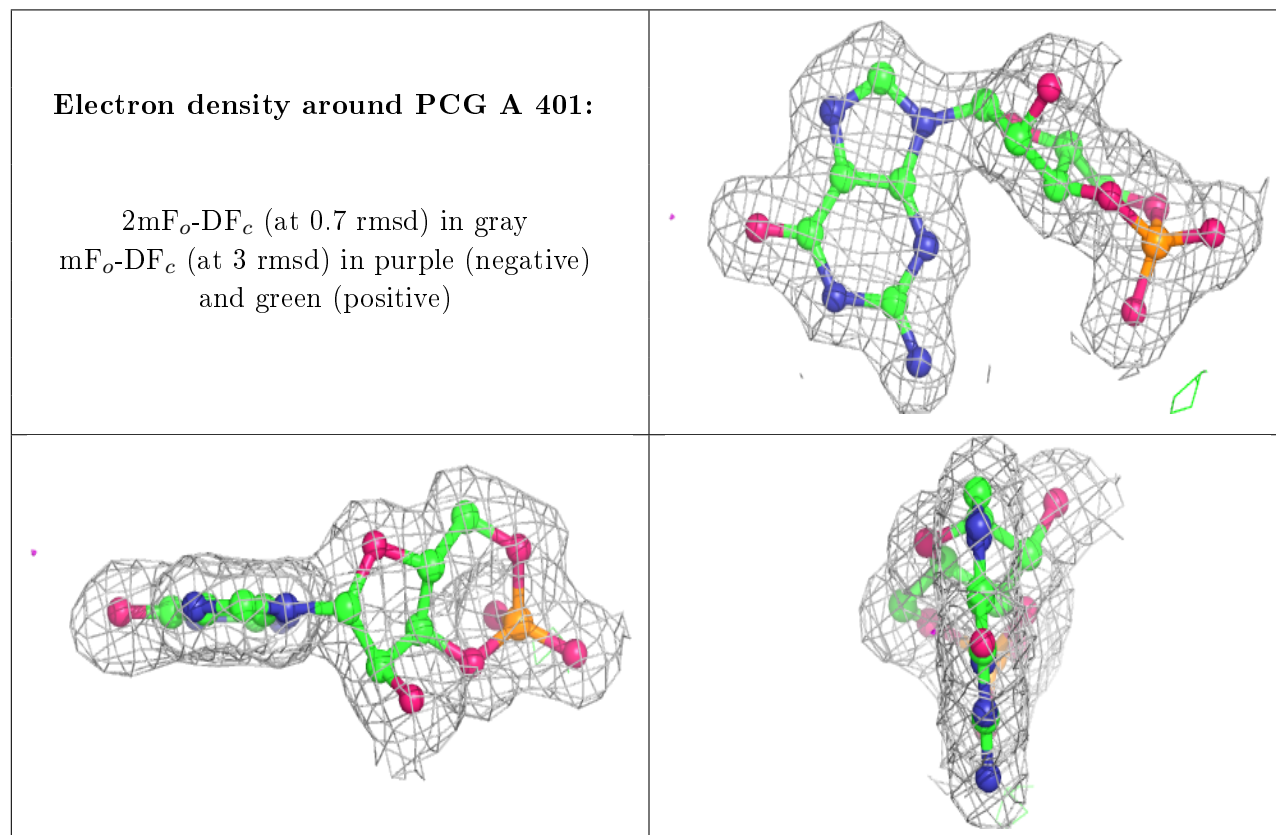 Electron density around PCG A 401:
2mFₒ-DF𝒸 (at 0.7 rmsd) in gray
mFₒ-DF𝒸 (at 3 rmsd) in purple (negative)
and green (positive)